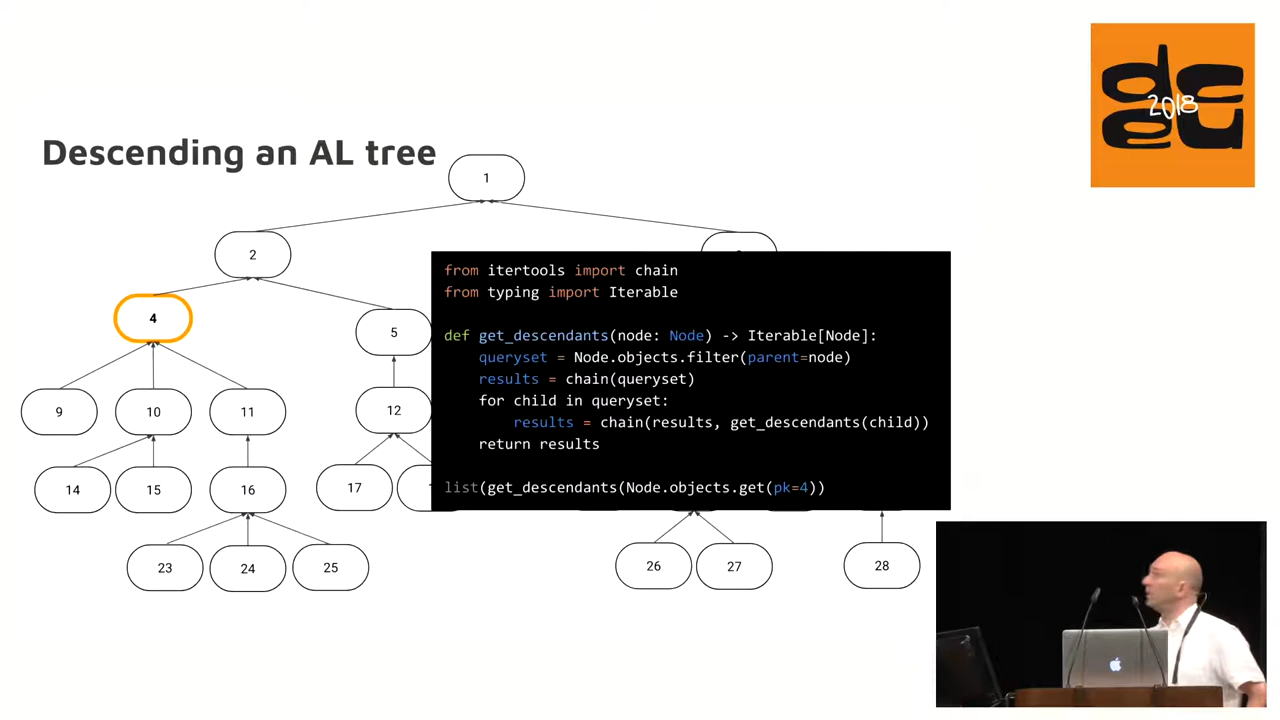 2018
Descending an AL tree
1
2
4
5
9
10
11
12
14
15
16
17
23
24
25
26
27
28
from itertools import chain
from typing import Iterable
def get_descendants(node: Node) -> Iterable[Node]:
queryset = Node.objects.filter(parent=node)
results = chain(queryset)
for child in queryset:
results = chain(results, get_descendants(child))
return results
list(get_descendants(Node.objects.get(pk=4))